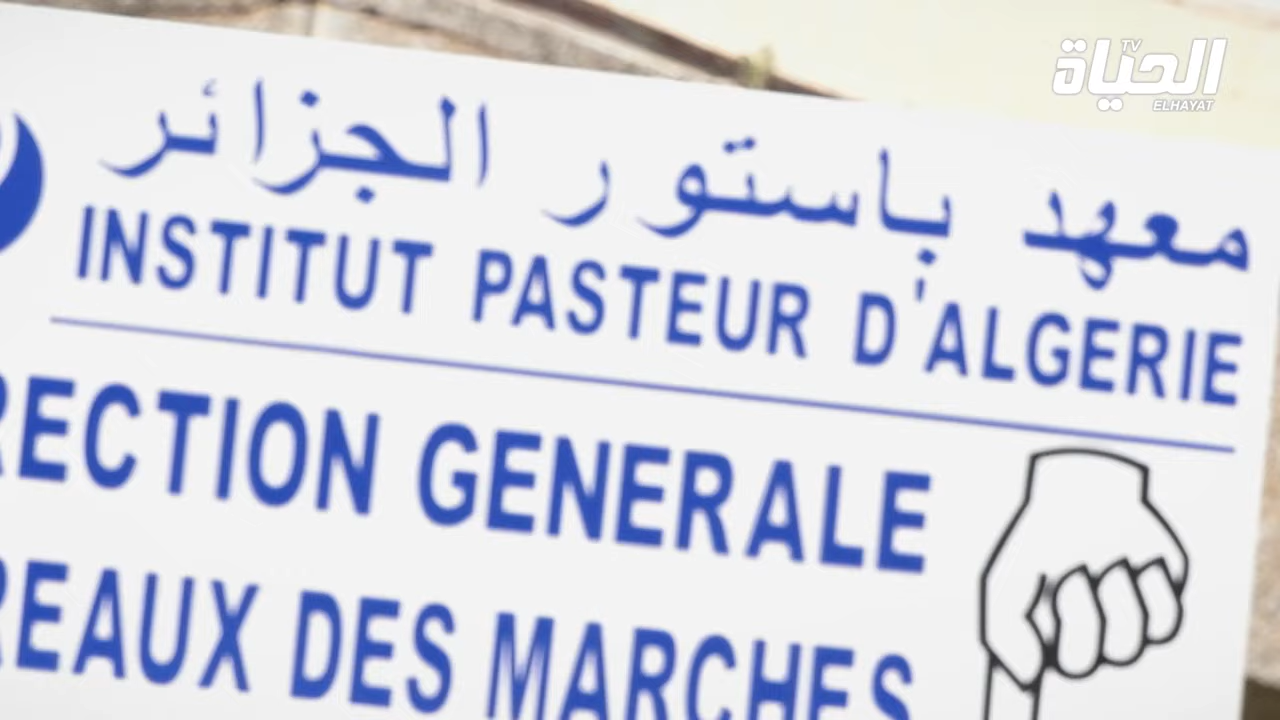 الحياة TV
ELHAYAT
معهد باستور الجزائر
INSTITUT PASTEUR D'ALGERIE
RECTION GENERALE
REAUX DES MARCHES